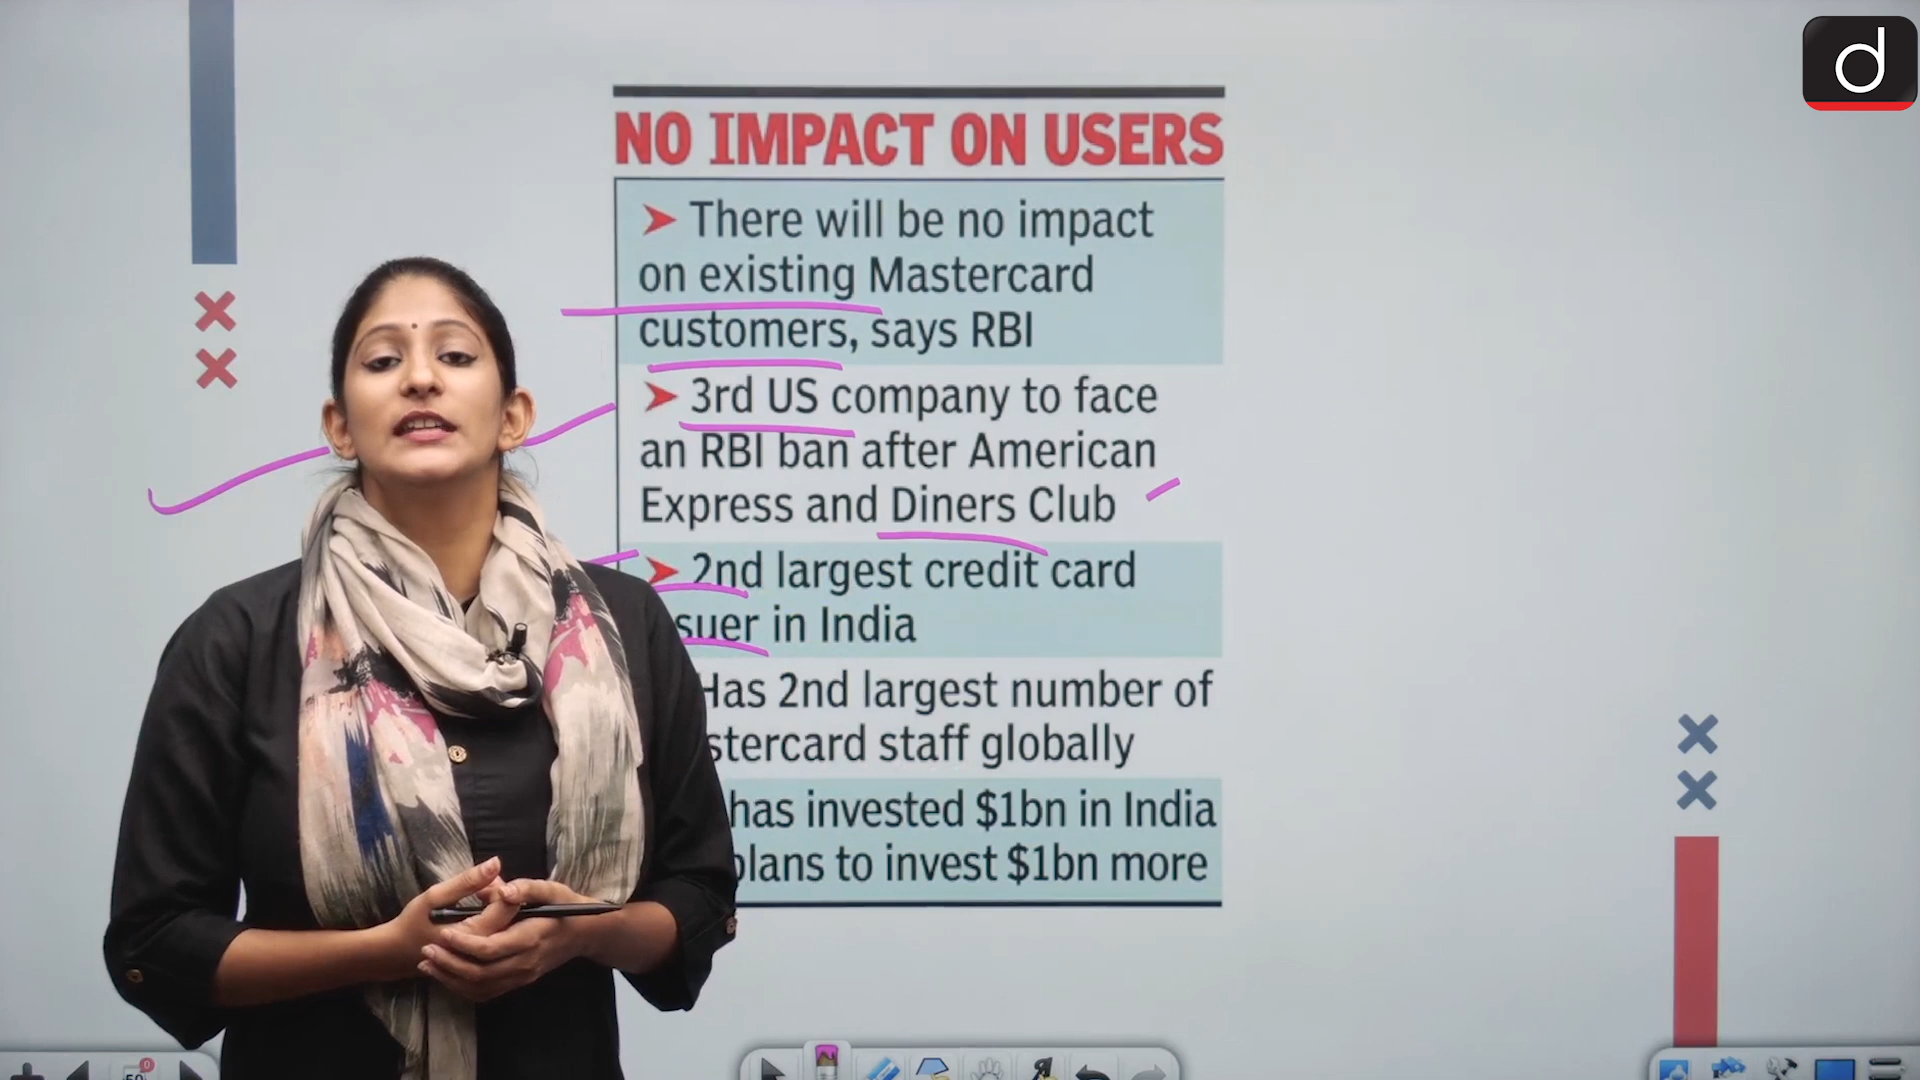 d
NO IMPACT ON USERS
➤ There will be no impact
on existing Mastercard
customers, says RBI
➤ 3rd US company to face
an RBI ban after American
Express and Diners Club
➤ 2nd largest credit card
suer in India
Has 2nd largest number of
stercard staff globally
has invested $1bn in India
plans to invest $1bn more